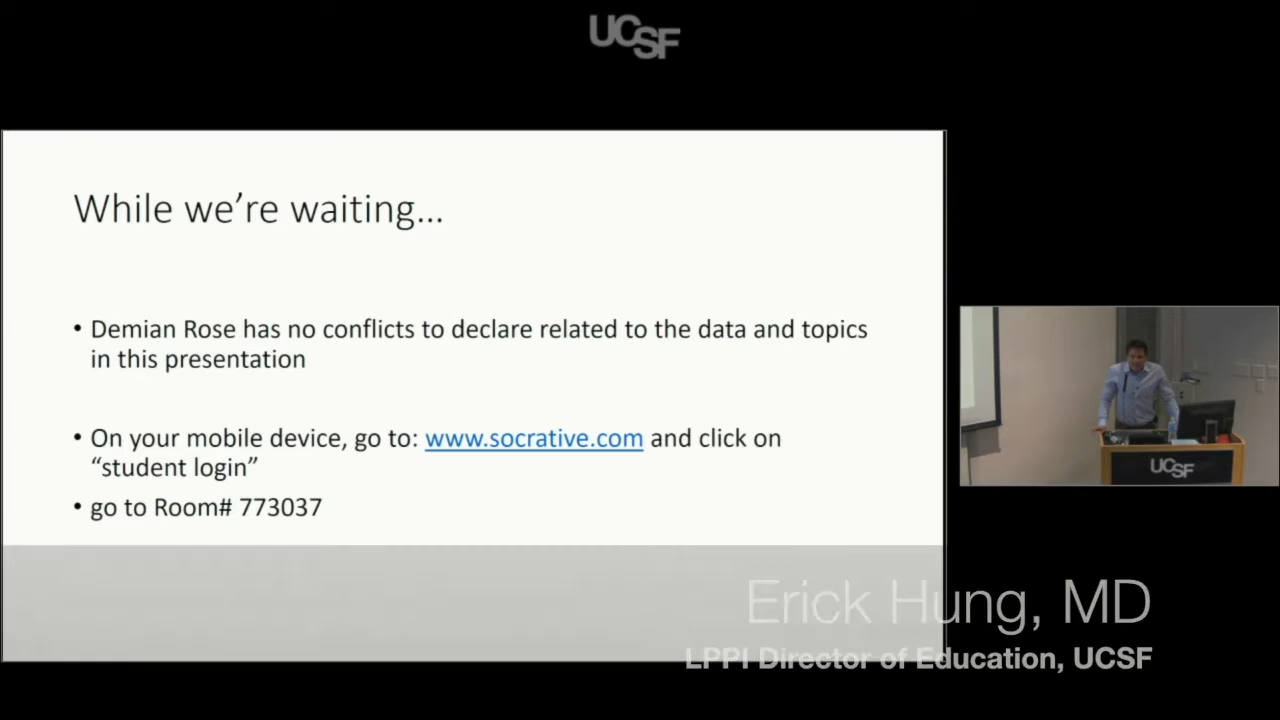 UCSF
While we're waiting...
• Demian Rose has no conflicts to declare related to the data and topics
in this presentation
• On your mobile device, go to: www.socrative.com and click on
"student login"
• go to Room# 773037
UCSF
Erick Hung, MD
LPPI Director of Education, UCSF